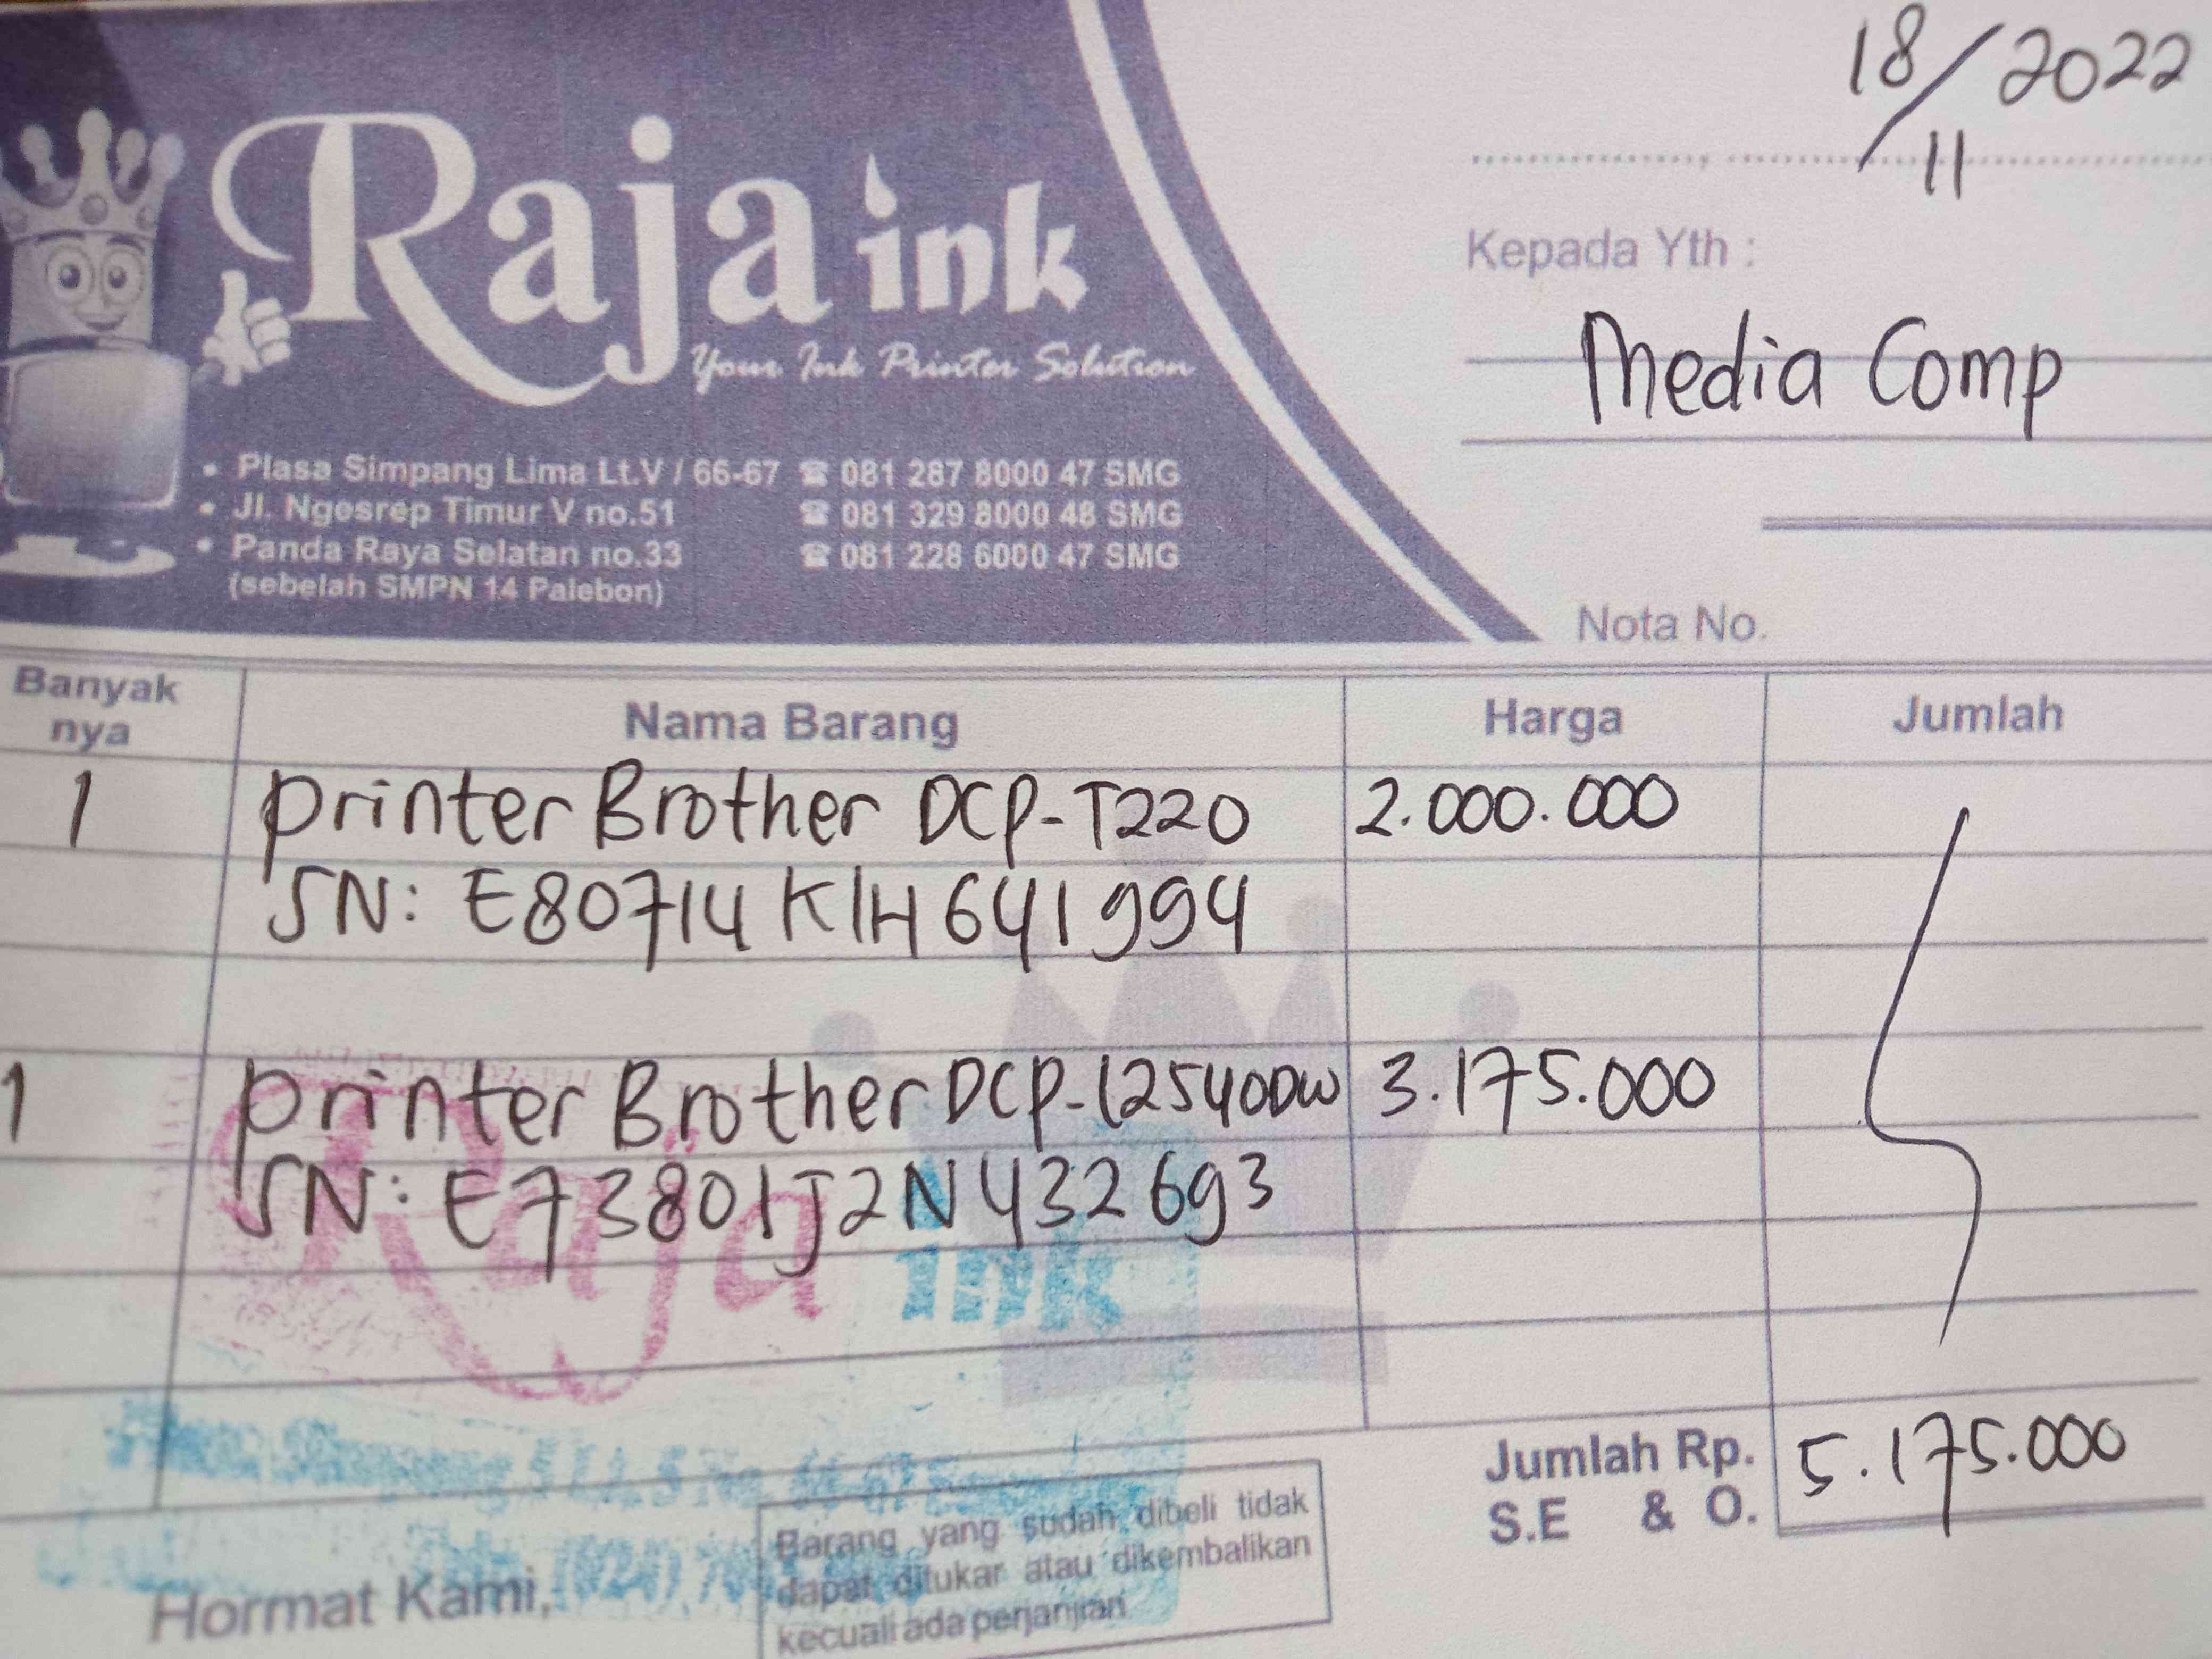 18/11 2022
Raja ink
Your Ink Printer Solution
Kepada Yth :
Media Comp
• Plasa Simpang Lima Lt.V / 66-67 ☎ 081 287 8000 47 SMG
• Jl. Ngesrep Timur V no.51 ☎ 081 329 8000 48 SMG
• Panda Raya Selatan no.33 ☎ 081 228 6000 47 SMG
(sebelah SMPN 14 Palebon)
Nota No.
Banyak nya Nama Barang Harga Jumlah
1 Printer Brother DCP-T220 2.000.000
SN: E80714K1H641994
1 Printer Brother DCP-L2540DW 3.175.000
SN: E73801J2N432693
Raja ink
Jumlah Rp. 5.175.000
S.E & O.
Hormat Kami,
Barang yang sudah dibeli tidak
dapat ditukar atau dikembalikan
kecuali ada perjanjian